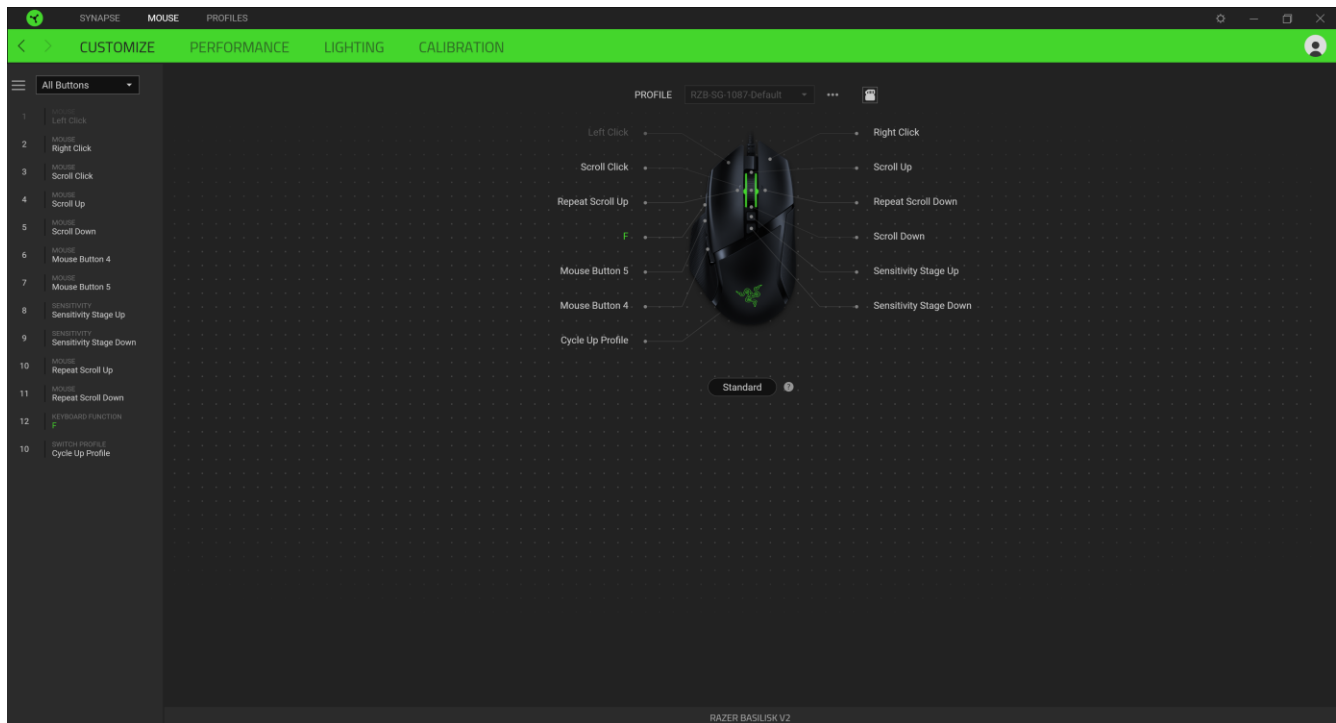 SYNAPSE MOUSE PROFILES
CUSTOMIZE PERFORMANCE LIGHTING CALIBRATION
All Buttons
1 MOUSE
Left Click
2 MOUSE
Right Click
3 MOUSE
Scroll Click
4 MOUSE
Scroll Up
5 MOUSE
Scroll Down
6 MOUSE
Mouse Button 4
7 MOUSE
Mouse Button 5
8 SENSITIVITY
Sensitivity Stage Up
9 SENSITIVITY
Sensitivity Stage Down
10 MOUSE
Repeat Scroll Up
11 MOUSE
Repeat Scroll Down
12 KEYBOARD FUNCTION
F
10 SWITCH PROFILE
Cycle Up Profile
PROFILE RZB-SG-1087-Default
Left Click Right Click
Scroll Click Scroll Up
Repeat Scroll Up Repeat Scroll Down
F Scroll Down
Mouse Button 5 Sensitivity Stage Up
Mouse Button 4 Sensitivity Stage Down
Cycle Up Profile
Standard ?
RAZER BASILISK V2